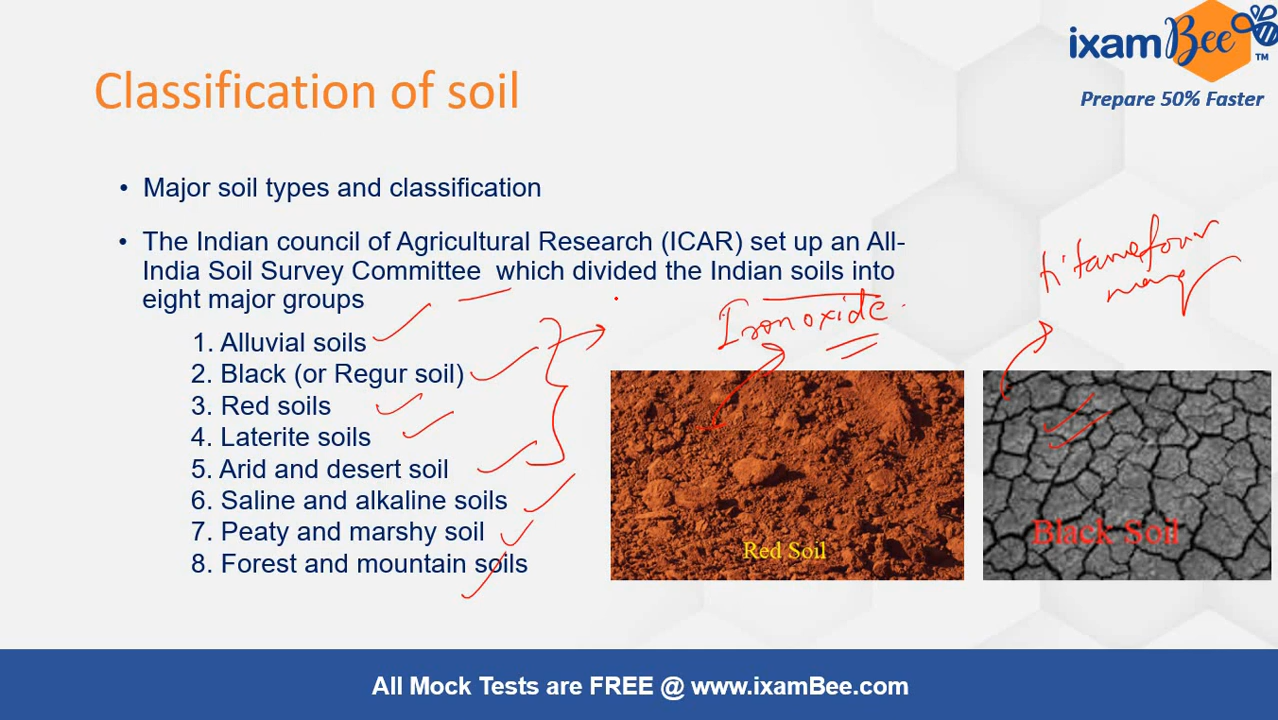 ixamBee
TM
Prepare 50% Faster
Classification of soil
• Major soil types and classification
• The Indian council of Agricultural Research (ICAR) set up an All-
India Soil Survey Committee which divided the Indian soils into
eight major groups
1. Alluvial soils
2. Black (or Regur soil)
3. Red soils
4. Laterite soils
5. Arid and desert soil
6. Saline and alkaline soils
7. Peaty and marshy soil
8. Forest and mountain soils
Iron oxide
Red Soil
Black Soil
All Mock Tests are FREE @ www.ixamBee.com